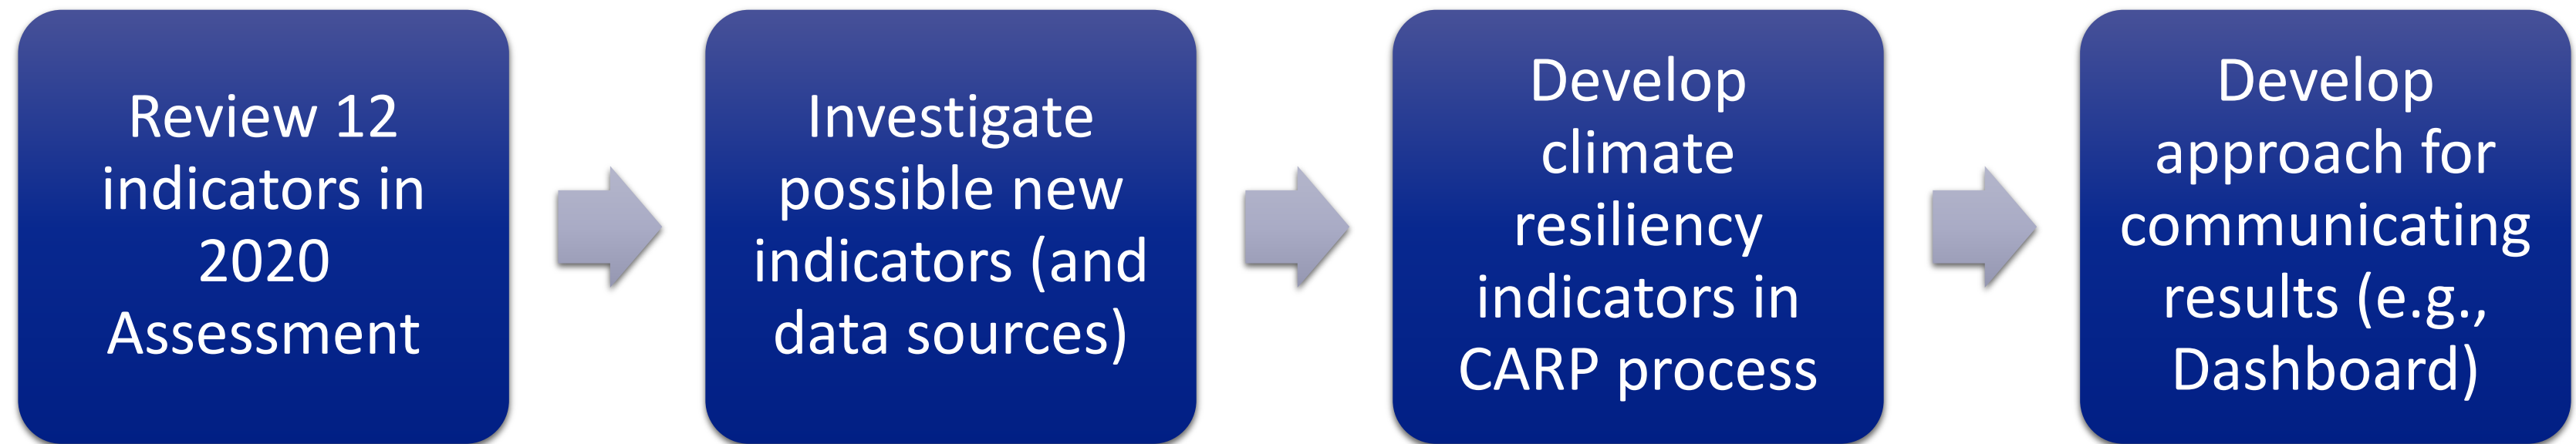 Review 12
indicators in
2020
Assessment
Investigate
possible new
indicators (and
data sources)
Develop
climate
resiliency
indicators in
CARP process
Develop
approach for
communicating
results (e.g.,
Dashboard)